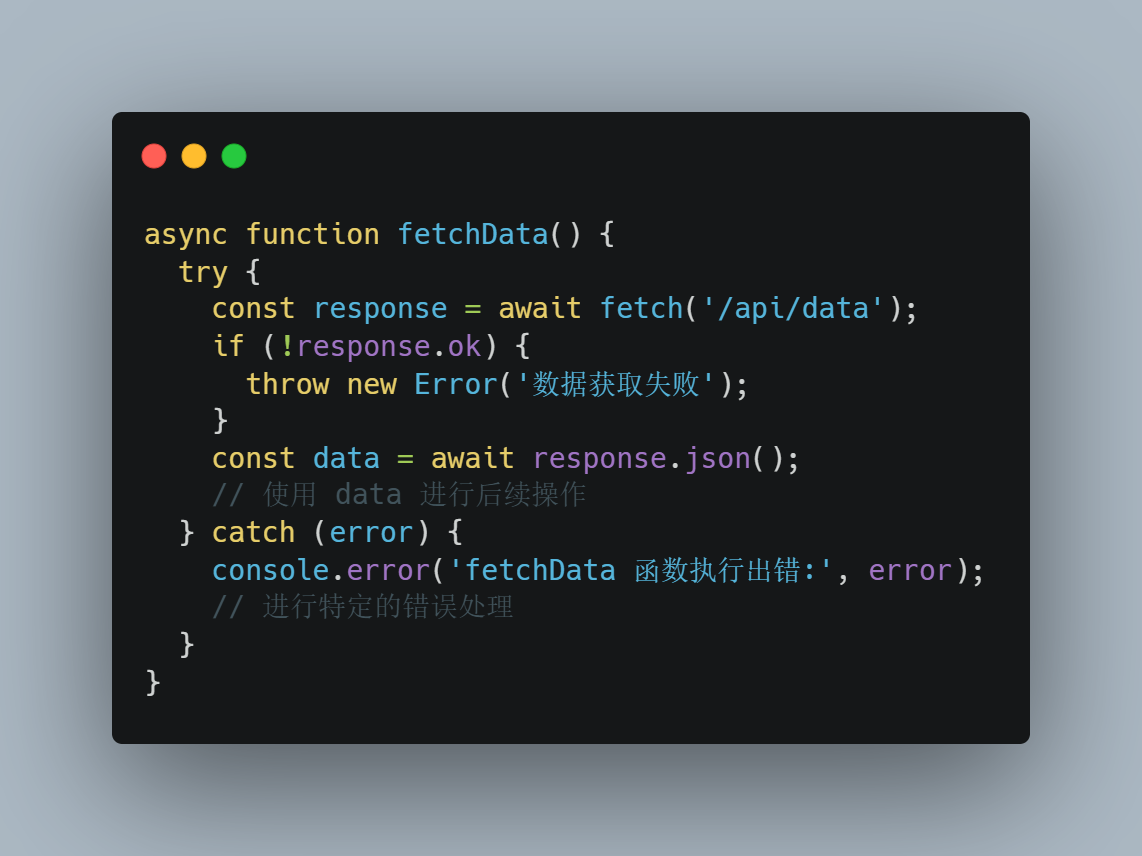 async function fetchData() {
  try {
    const response = await fetch('/api/data');
    if (!response.ok) {
      throw new Error('数据获取失败');
    }
    const data = await response.json();
    // 使用 data 进行后续操作
  } catch (error) {
    console.error('fetchData 函数执行出错:', error);
    // 进行特定的错误处理
  }
}